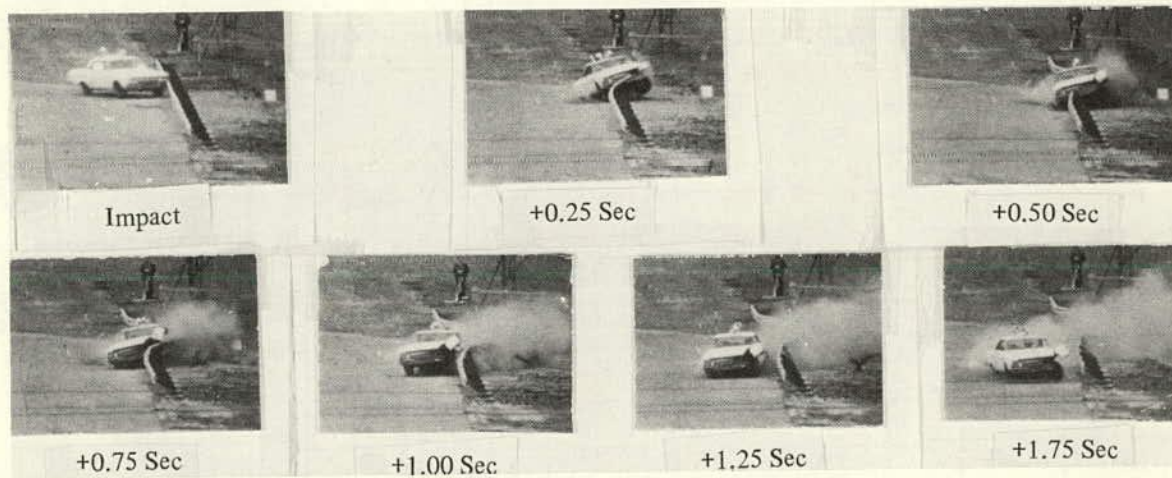 Impact
+0.25 Sec
+0.50 Sec
+0.75 Sec
+1.00 Sec
+1.25 Sec
+1.75 Sec